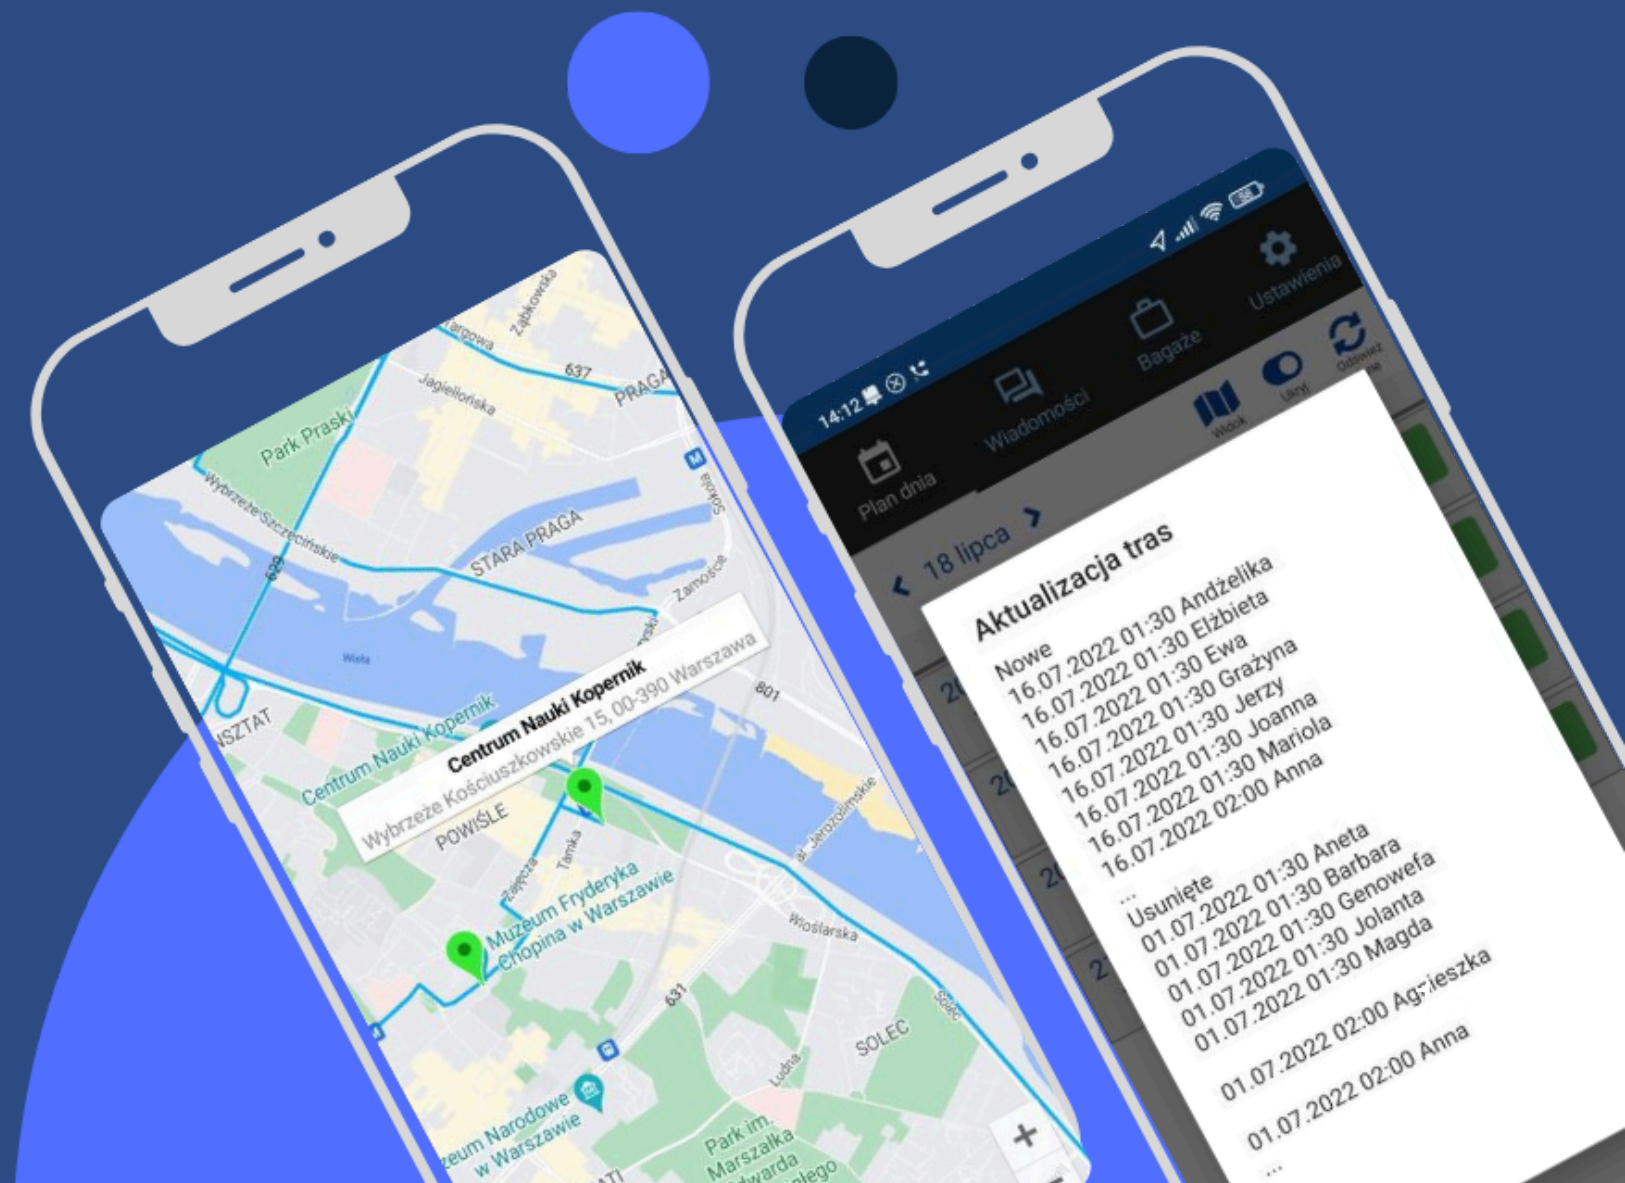 Ząbkowska
Targowa
637
PRAGA
Jagiellońska
Park Praski
Sokola
Wybrzeże Szczecińskie
STARA PRAGA
629
Zamoście
Wisła
801
Centrum Nauki Kopernik
Wybrzeże Kościuszkowskie 15, 00-390 Warszawa
Centrum Nauki Kopernik
POWIŚLE
Tamka
Zajęcza
al. Jerozolimskie
Muzeum Fryderyka
Chopina w Warszawie
Wioślarska
631
Solec
SOLEC
Ludna
zeum Narodowe
w Warszawie
Park im.
Marszałka
dwarda
+
14:12
58
Plan dnia
Wiadomości
Bagaże
Ustawienia
Widok
Ukryj
Odśwież
< 18 lipca >
Aktualizacja tras
Nowe
16.07.2022 01:30 Andżelika
16.07.2022 01:30 Elżbieta
16.07.2022 01:30 Ewa
16.07.2022 01:30 Grażyna
16.07.2022 01:30 Jerzy
16.07.2022 01:30 Joanna
16.07.2022 01:30 Mariola
16.07.2022 02:00 Anna
...
Usunięte
01.07.2022 01:30 Aneta
01.07.2022 01:30 Barbara
01.07.2022 01:30 Genowefa
01.07.2022 01:30 Jolanta
01.07.2022 01:30 Magda
01.07.2022 02:00 Agnieszka
01.07.2022 02:00 Anna
...